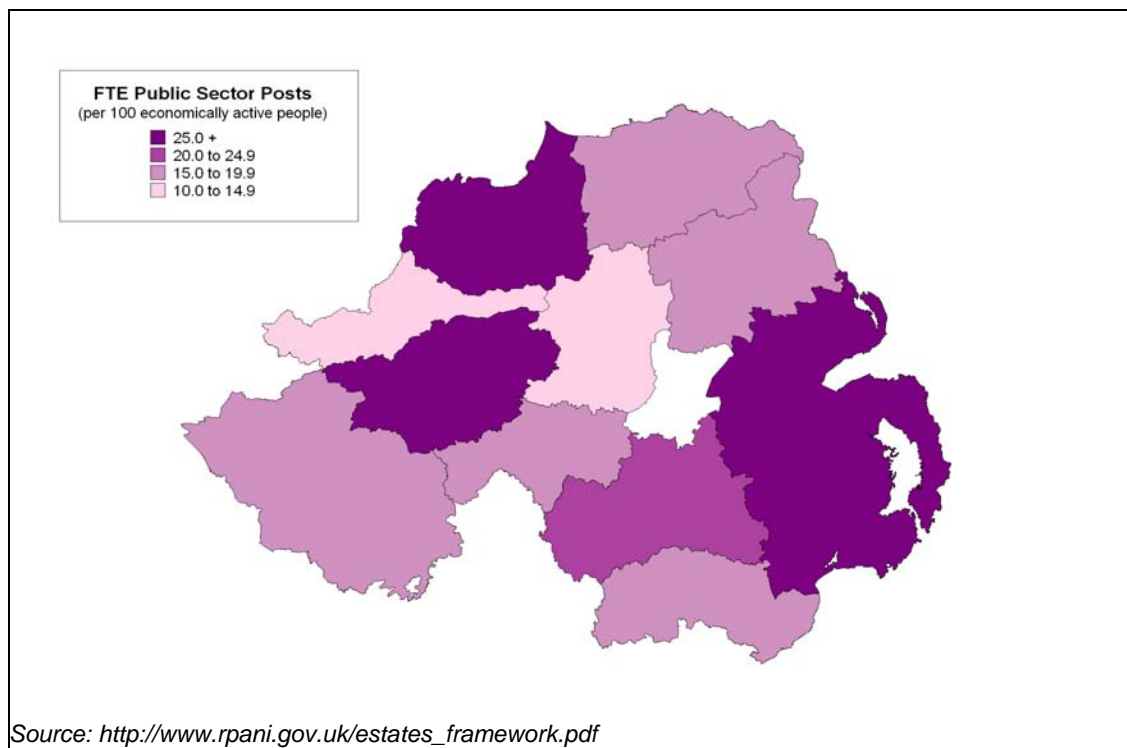 FTE Public Sector Posts
(per 100 economically active people)
25.0 +
20.0 to 24.9
15.0 to 19.9
10.0 to 14.9
Source: http://www.rpani.gov.uk/estates_framework.pdf